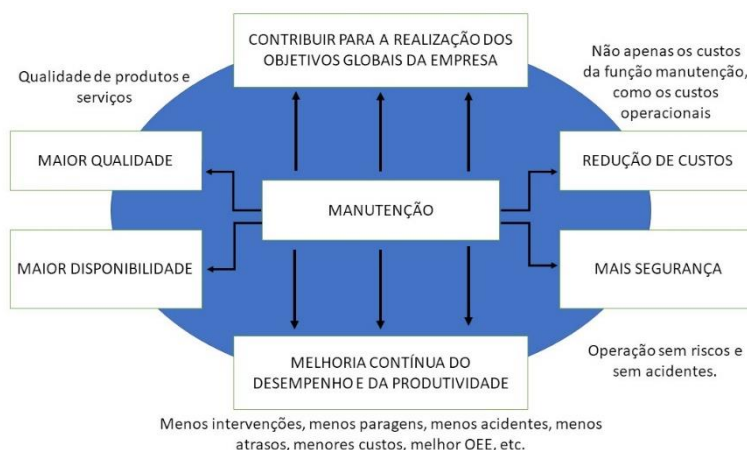 CONTRIBUIR PARA A REALIZAÇÃO DOS
OBJETIVOS GLOBAIS DA EMPRESA
Qualidade de produtos e
serviços
Não apenas os custos
da função manutenção,
como os custos
operacionais
MAIOR QUALIDADE
REDUÇÃO DE CUSTOS
MANUTENÇÃO
MAIOR DISPONIBILIDADE
MAIS SEGURANÇA
MELHORIA CONTÍNUA DO
DESEMPENHO E DA PRODUTIVIDADE
Operação sem riscos e
sem acidentes.
Menos intervenções, menos paragens, menos acidentes, menos
atrasos, menores custos, melhor OEE, etc.